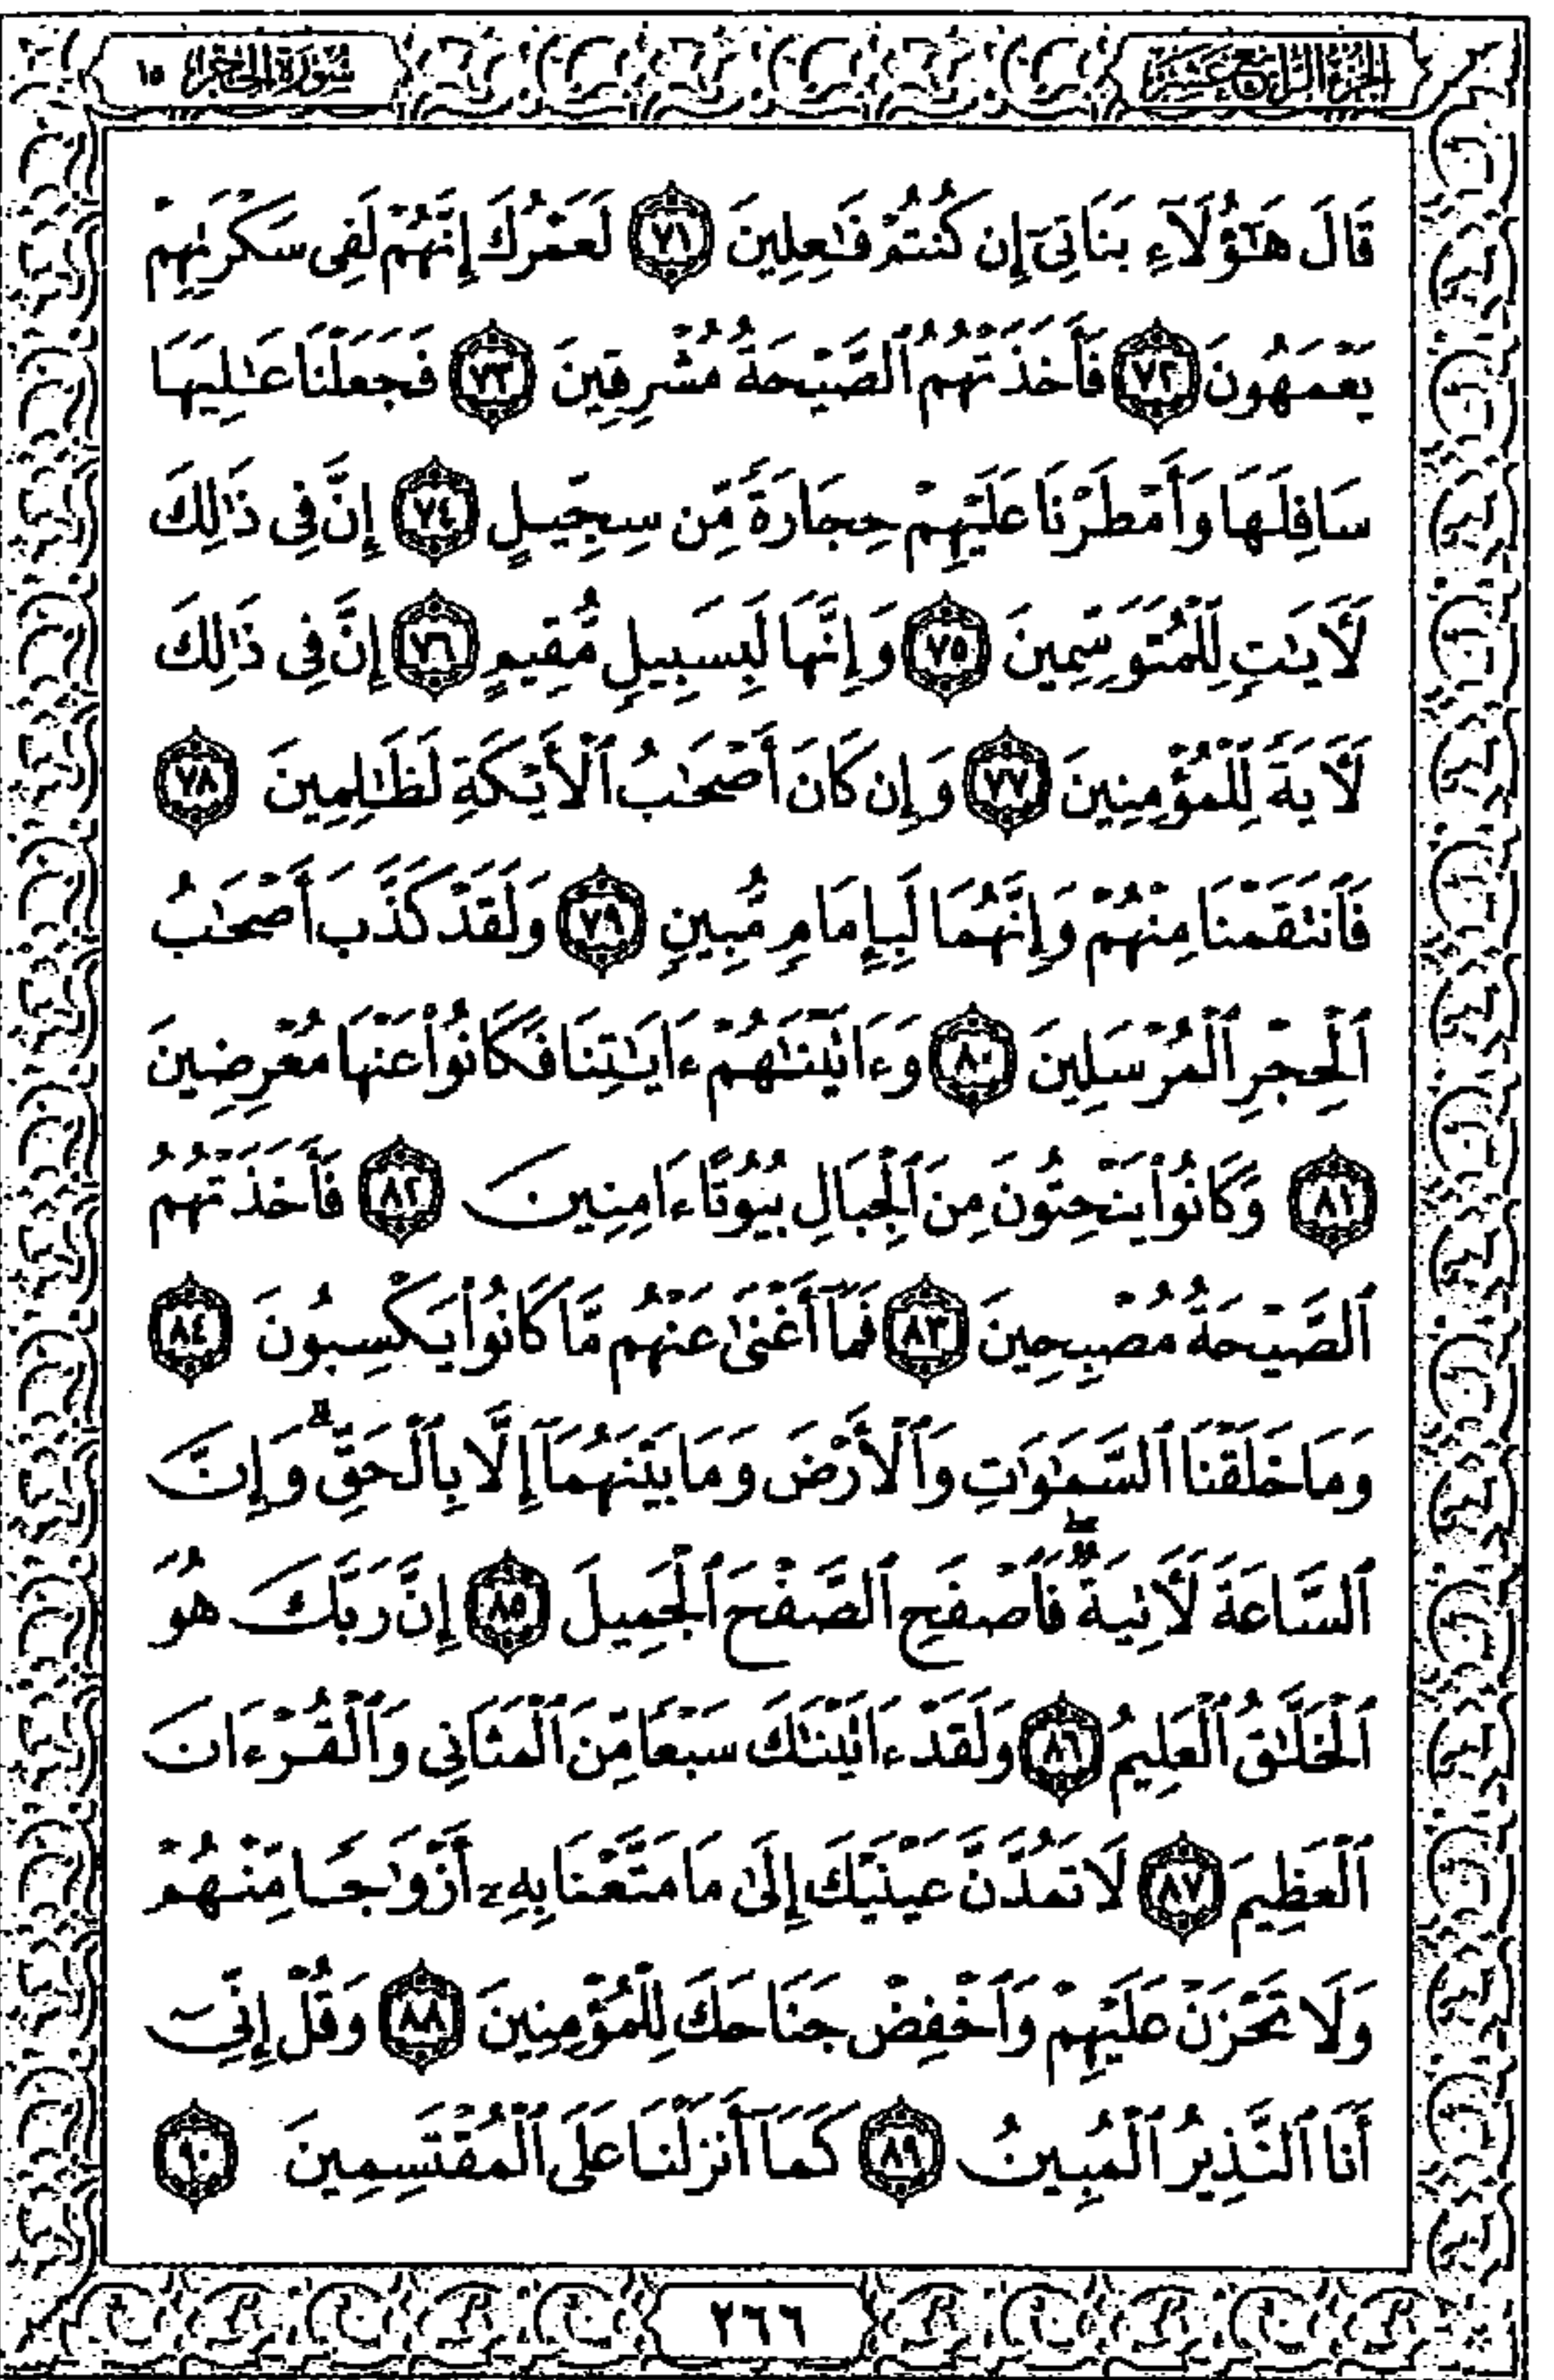 الجزء الرابع عشر
سورة الحجر ١٥
قَالَ هَـٰٓؤُلَآءِ بَنَاتِىٓ إِن كُنتُمْ فَـٰعِلِينَ ٧١ لَعَمْرُكَ إِنَّهُمْ لَفِى سَكْرَتِهِمْ
يَعْمَهُونَ ٧٢ فَأَخَذَتْهُمُ ٱلصَّيْحَةُ مُشْرِقِينَ ٧٣ فَجَعَلْنَا عَـٰلِيَهَا
سَافِلَهَا وَأَمْطَرْنَا عَلَيْهِمْ حِجَارَةً مِّن سِجِّيلٍ ٧٤ إِنَّ فِى ذَٰلِكَ
لَـَٔايَـٰتٍ لِّلْمُتَوَسِّمِينَ ٧٥ وَإِنَّهَا لَبِسَبِيلٍ مُّقِيمٍ ٧٦ إِنَّ فِى ذَٰلِكَ
لَـَٔايَةً لِّلْمُؤْمِنِينَ ٧٧ وَإِن كَانَ أَصْحَـٰبُ ٱلْأَيْكَةِ لَظَـٰلِمِينَ ٧٨
فَٱنتَقَمْنَا مِنْهُمْ وَإِنَّهُمَا لَبِإِمَامٍ مُّبِينٍ ٧٩ وَلَقَدْ كَذَّبَ أَصْحَـٰبُ
ٱلْحِجْرِ ٱلْمُرْسَلِينَ ٨٠ وَءَاتَيْنَـٰهُمْ ءَايَـٰتِنَا فَكَانُوا۟ عَنْهَا مُعْرِضِينَ
٨١ وَكَانُوا۟ يَنْحِتُونَ مِنَ ٱلْجِبَالِ بُيُوتًا ءَامِنِينَ ٨٢ فَأَخَذَتْهُمُ
ٱلصَّيْحَةُ مُصْبِحِينَ ٨٣ فَمَآ أَغْنَىٰ عَنْهُم مَّا كَانُوا۟ يَكْسِبُونَ ٨٤
وَمَا خَلَقْنَا ٱلسَّمَـٰوَٰتِ وَٱلْأَرْضَ وَمَا بَيْنَهُمَآ إِلَّا بِٱلْحَقِّ ۗ وَإِنَّ
ٱلسَّاعَةَ لَـَٔاتِيَةٌ ۖ فَٱصْفَحِ ٱلصَّفْحَ ٱلْجَمِيلَ ٨٥ إِنَّ رَبَّكَ هُوَ
ٱلْخَلَّـٰقُ ٱلْعَلِيمُ ٨٦ وَلَقَدْ ءَاتَيْنَـٰكَ سَبْعًا مِّنَ ٱلْمَثَانِى وَٱلْقُرْءَانَ
ٱلْعَظِيمَ ٨٧ لَا تَمُدَّنَّ عَيْنَيْكَ إِلَىٰ مَا مَتَّعْنَا بِهِۦٓ أَزْوَٰجًا مِّنْهُمْ
وَلَا تَحْزَنْ عَلَيْهِمْ وَٱخْفِضْ جَنَاحَكَ لِلْمُؤْمِنِينَ ٨٨ وَقُلْ إِنِّىٓ
أَنَا ٱلنَّذِيرُ ٱلْمُبِينُ ٨٩ كَمَآ أَنزَلْنَا عَلَى ٱلْمُقْتَسِمِينَ ٩٠
٢٦٦